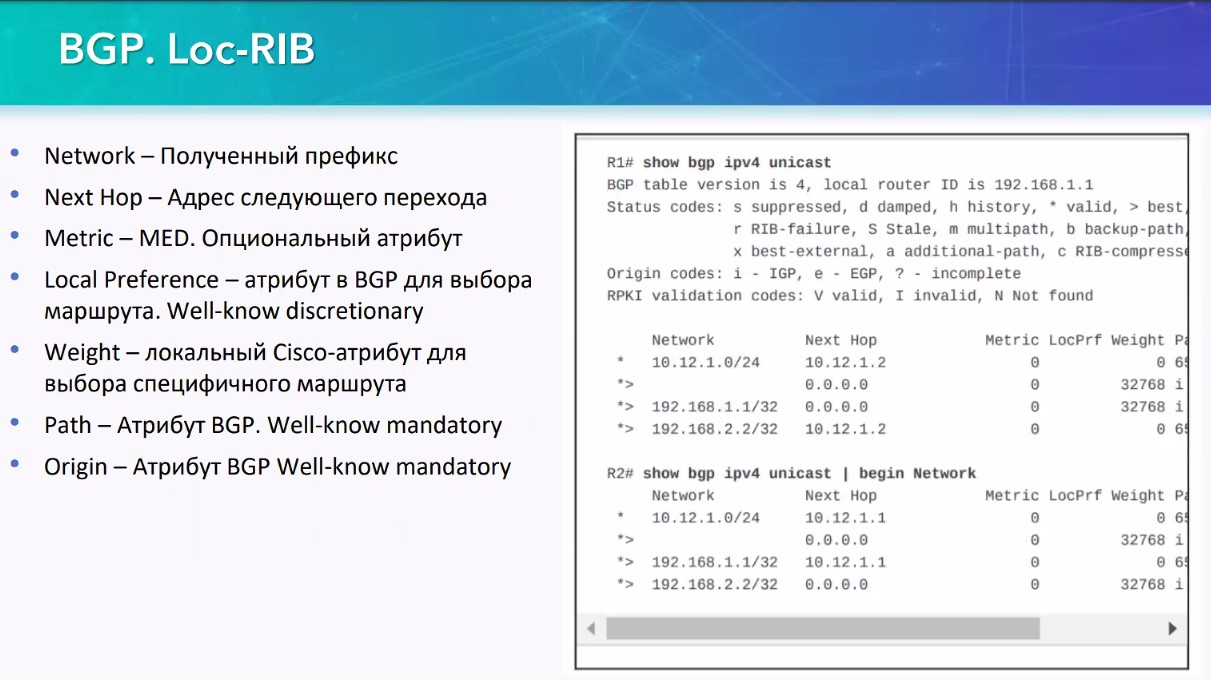 BGP. Loc-RIB
• Network – Полученный префикс
• Next Hop – Адрес следующего перехода
• Metric – MED. Опциональный атрибут
• Local Preference – атрибут в BGP для выбора
маршрута. Well-know discretionary
• Weight – локальный Cisco-атрибут для
выбора специфичного маршрута
• Path – Атрибут BGP. Well-know mandatory
• Origin – Атрибут BGP Well-know mandatory
R1# show bgp ipv4 unicast
BGP table version is 4, local router ID is 192.168.1.1
Status codes: s suppressed, d damped, h history, * valid, > best,
r RIB-failure, S Stale, m multipath, b backup-path,
x best-external, a additional-path, c RIB-compresse
Origin codes: i - IGP, e - EGP, ? - incomplete
RPKI validation codes: V valid, I invalid, N Not found
Network Next Hop Metric LocPrf Weight Pa
* 10.12.1.0/24 10.12.1.2 0 0 65
*> 0.0.0.0 0 32768 i
*> 192.168.1.1/32 0.0.0.0 0 32768 i
*> 192.168.2.2/32 10.12.1.2 0 0 65
R2# show bgp ipv4 unicast | begin Network
Network Next Hop Metric LocPrf Weight Pa
* 10.12.1.0/24 10.12.1.1 0 0 65
*> 0.0.0.0 0 32768 i
*> 192.168.1.1/32 10.12.1.1 0 0 65
*> 192.168.2.2/32 0.0.0.0 0 32768 i